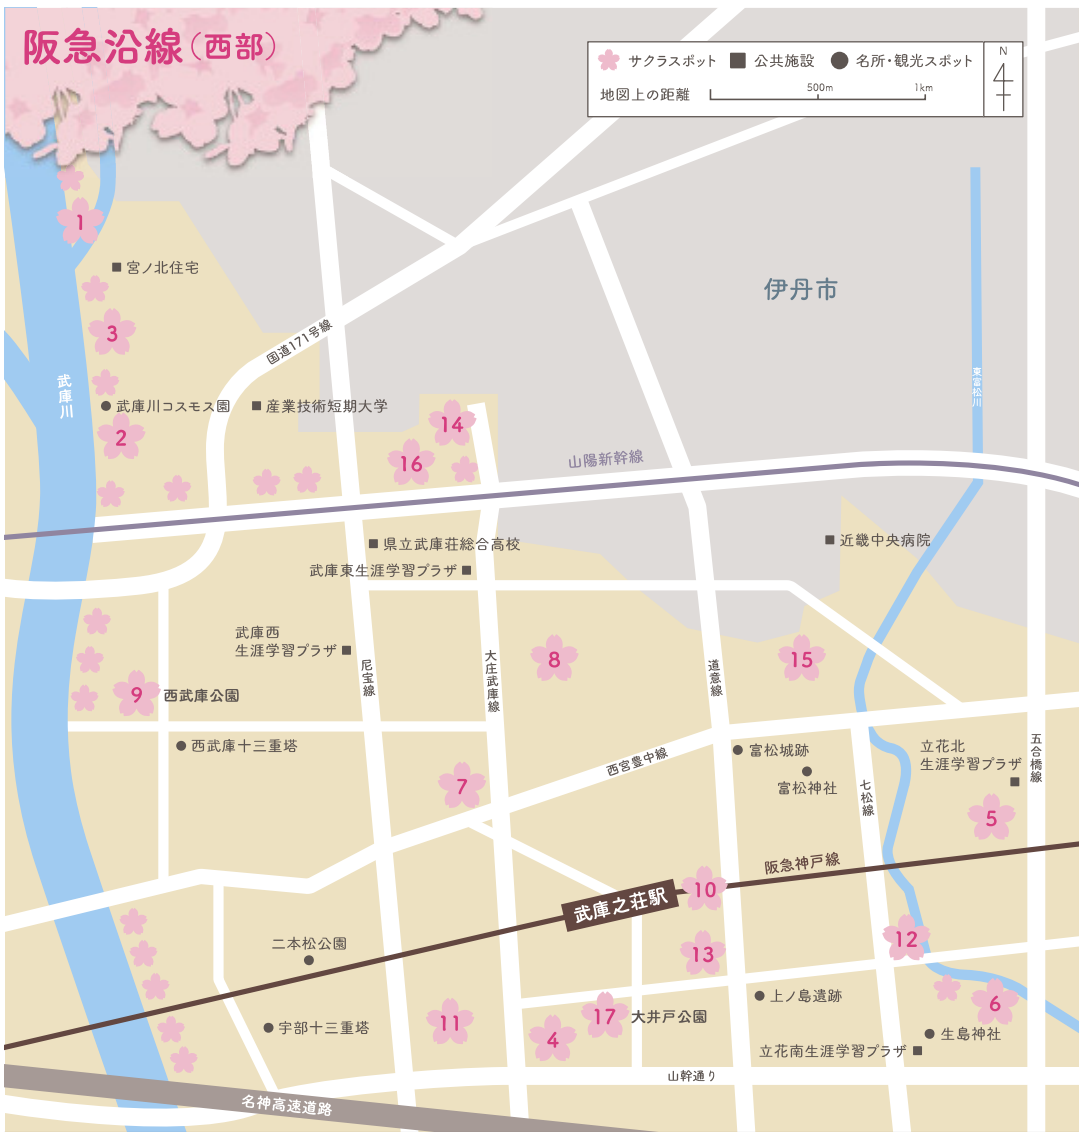 阪急沿線（西部）
サクラスポット
公共施設
名所・観光スポット
地図上の距離
500m
1km
N
1
宮ノ北住宅
伊丹市
3
国道171号線
武庫川
東富松川
武庫川コスモス園
産業技術短期大学
2
14
16
山陽新幹線
県立武庫荘総合高校
近畿中央病院
武庫東生涯学習プラザ
武庫西
生涯学習プラザ
尼宝線
大庄武庫線
8
道意線
15
9
西武庫公園
西武庫十三重塔
富松城跡
富松神社
立花北
生涯学習プラザ
五合橋線
西宮豊中線
七松線
7
5
阪急神戸線
武庫之荘駅
10
12
13
二本松公園
宇部十三重塔
11
4
17
大井戸公園
上ノ島遺跡
6
生島神社
立花南生涯学習プラザ
山幹通り
名神高速道路